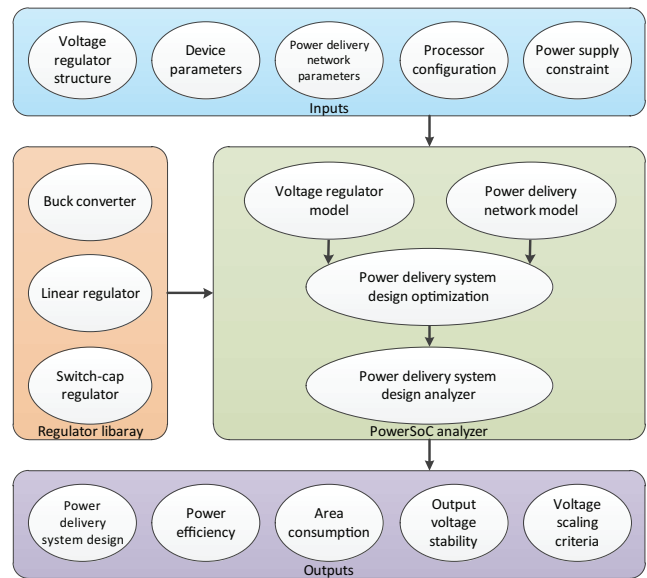 Voltage
regulator
structure
Device
parameters
Power delivery
network
parameters
Processor
configuration
Power supply
constraint
Inputs
Buck converter
Linear regulator
Switch-cap
regulator
Regulator libaray
Voltage regulator
model
Power delivery
network model
Power delivery system
design optimization
Power delivery system
design analyzer
PowerSoC analyzer
Power
delivery
system design
Power
efficiency
Area
consumption
Output
voltage
stability
Voltage
scaling
criteria
Outputs